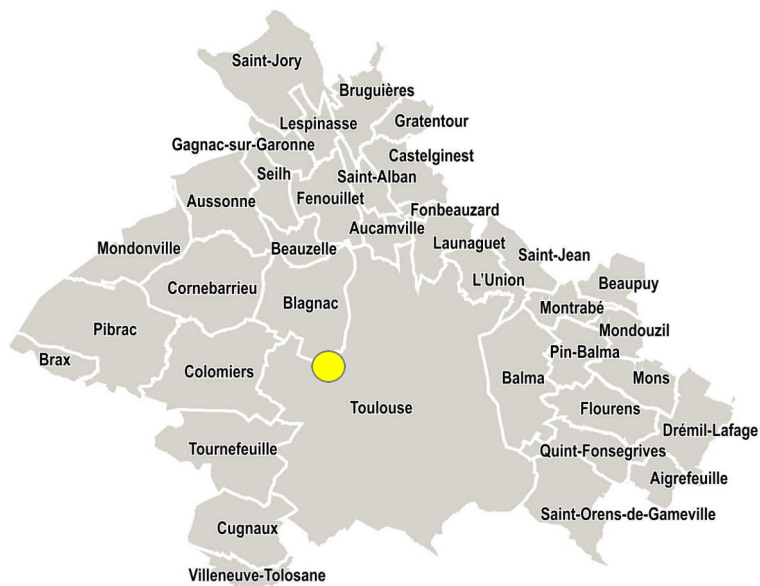 Saint-Jory
Bruguières
Lespinasse
Gratentour
Gagnac-sur-Garonne
Castelginest
Seilh
Saint-Alban
Aussonne
Fenouillet
Fonbeauzard
Aucamville
Mondonville
Beauzelle
Launaguet
Saint-Jean
L'Union
Cornebarrieu
Beaupuy
Blagnac
Montrabé
Pibrac
Mondouzil
Pin-Balma
Brax
Colomiers
Balma
Mons
Toulouse
Flourens
Drémil-Lafage
Tournefeuille
Quint-Fonsegrives
Aigrefeuille
Saint-Orens-de-Gameville
Cugnaux
Villeneuve-Tolosane